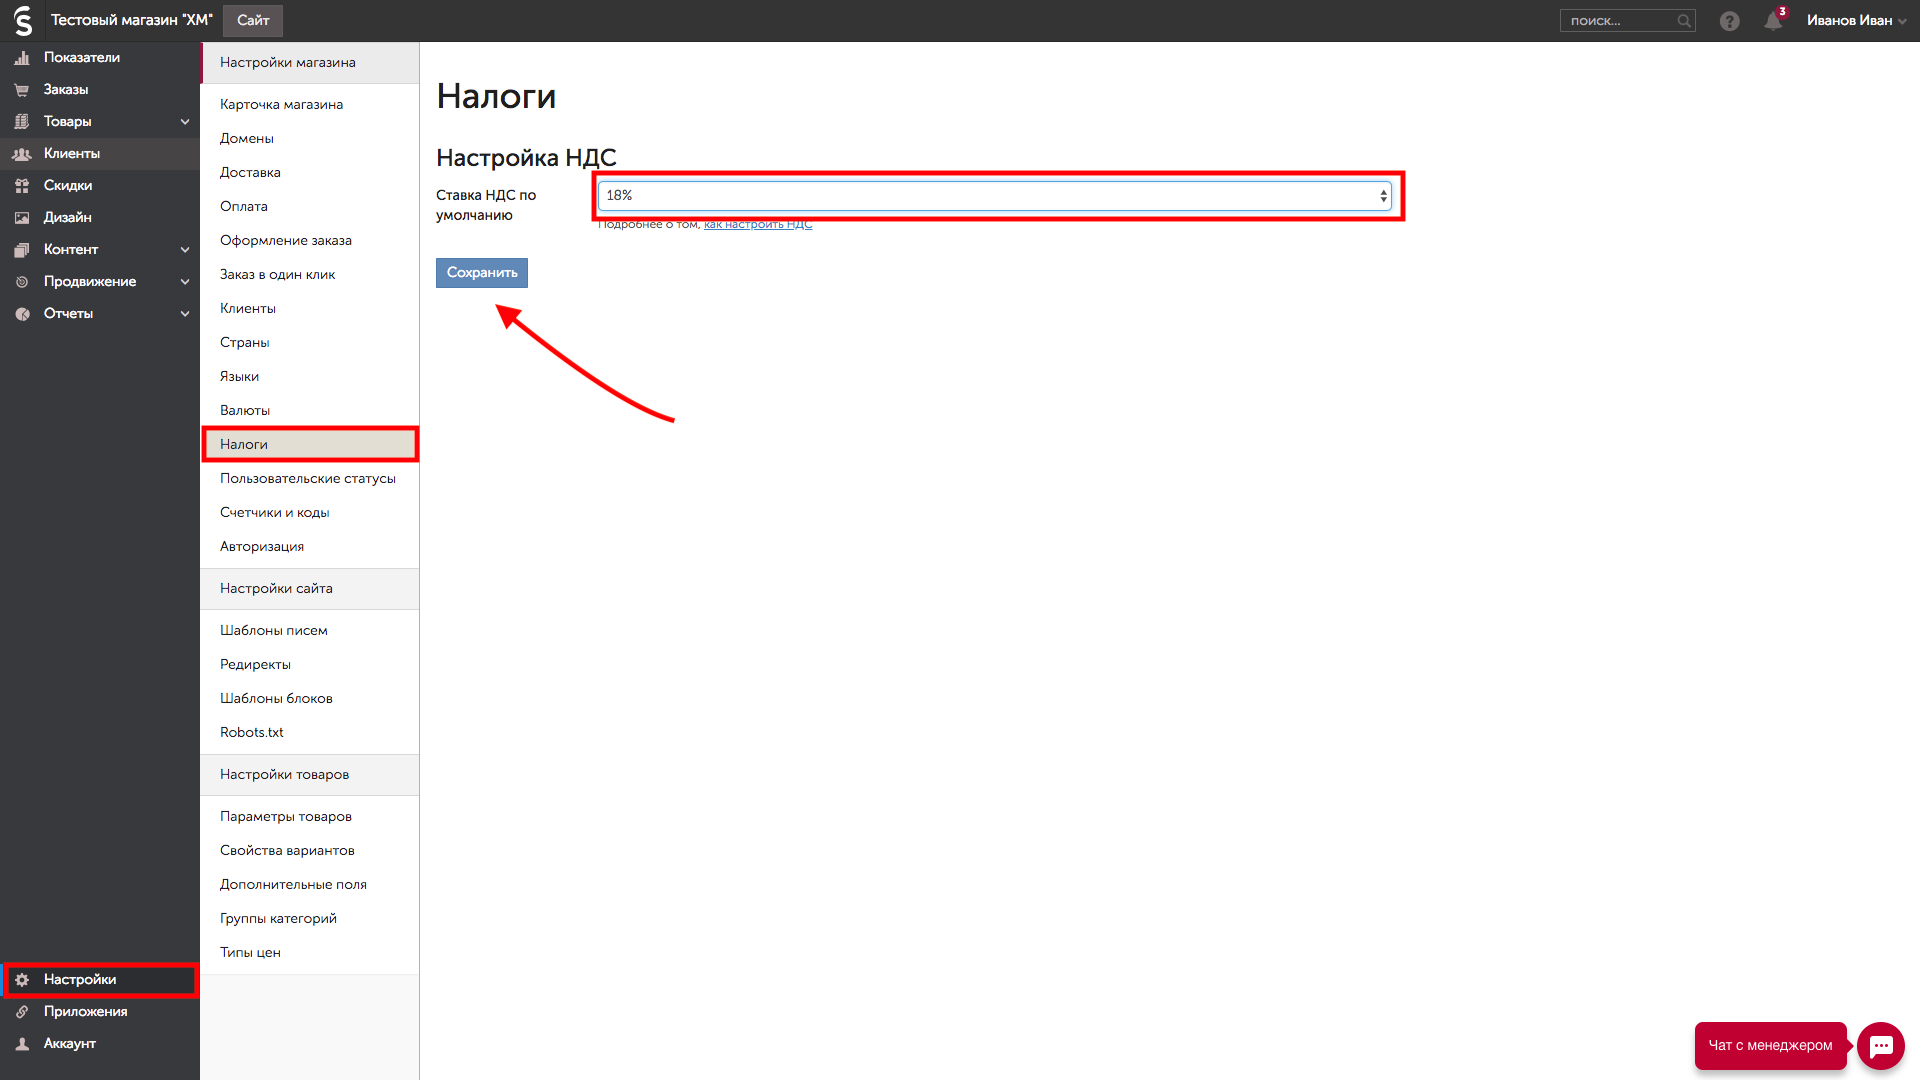 Тестовый магазин "ХМ"
Сайт
поиск...
3
Иванов Иван
Показатели
Заказы
Товары
Клиенты
Скидки
Дизайн
Контент
Продвижение
Отчеты
Настройки
Приложения
Аккаунт
Настройки магазина
Карточка магазина
Домены
Доставка
Оплата
Оформление заказа
Заказ в один клик
Клиенты
Страны
Языки
Валюты
Налоги
Пользовательские статусы
Счетчики и коды
Авторизация
Настройки сайта
Шаблоны писем
Редиректы
Шаблоны блоков
Robots.txt
Настройки товаров
Параметры товаров
Свойства вариантов
Дополнительные поля
Группы категорий
Типы цен
Налоги
Настройка НДС
Ставка НДС по
умолчанию
18%
Подробнее о том, как настроить НДС
Сохранить
Чат с менеджером